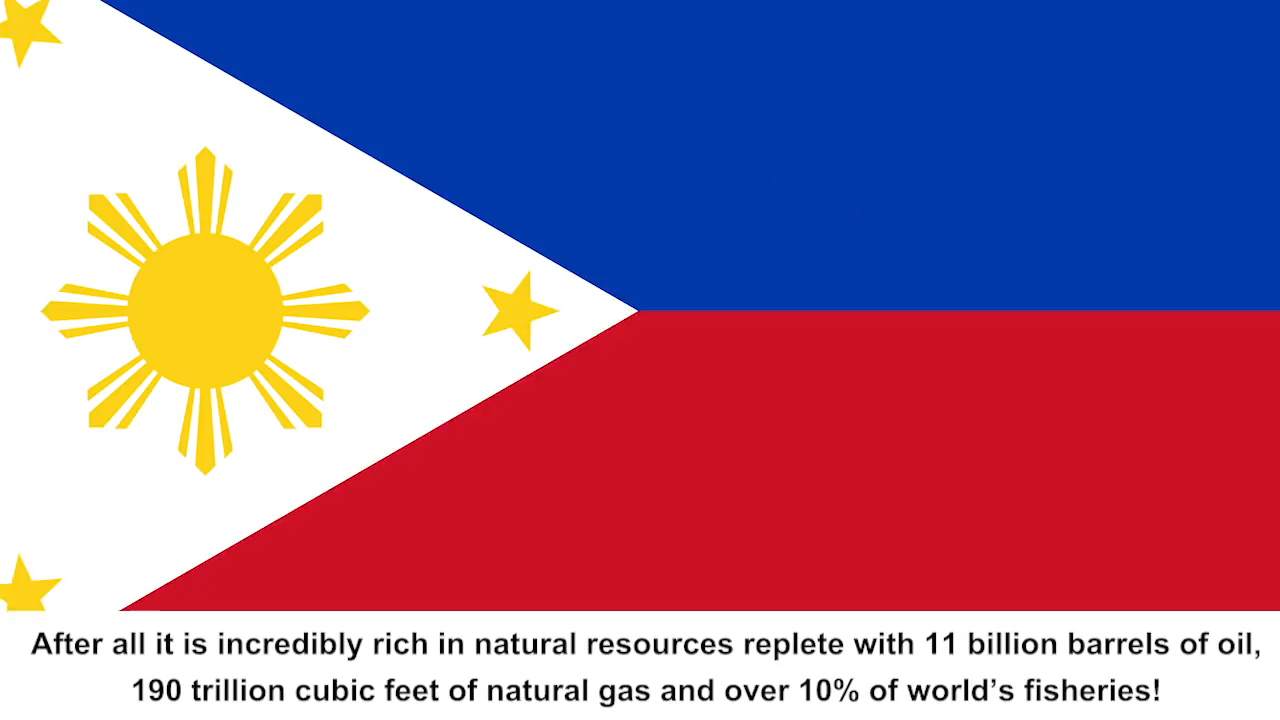 After all it is incredibly rich in natural resources replete with 11 billion barrels of oil,
190 trillion cubic feet of natural gas and over 10% of world’s fisheries!